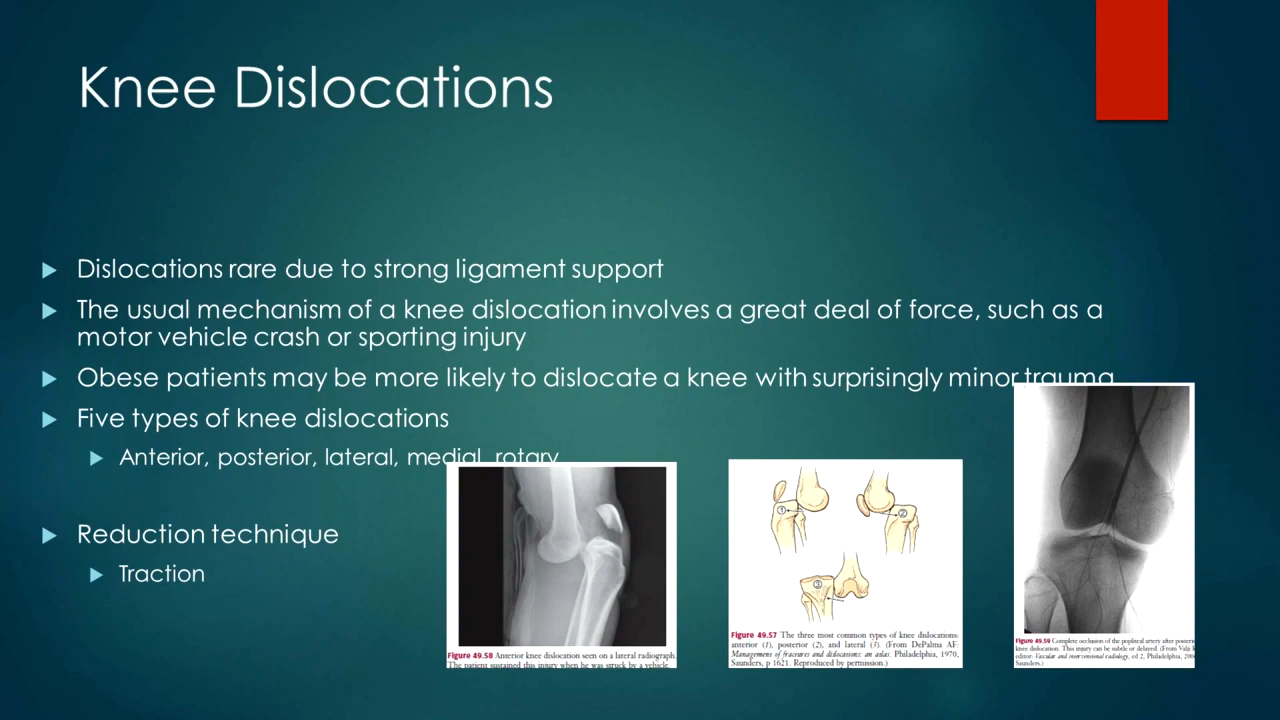 Knee Dislocations
Dislocations rare due to strong ligament support
The usual mechanism of a knee dislocation involves a great deal of force, such as a
motor vehicle crash or sporting injury
Obese patients may be more likely to dislocate a knee with surprisingly minor trauma
Five types of knee dislocations
Anterior, posterior, lateral, medial, rotary
Reduction technique
Traction
Figure 49.58 Anterior knee dislocation seen on a lateral radiograph.
The patient sustained this injury when he was struck by a vehicle.
1
2
3
Figure 49.57 The three most common types of knee dislocations:
anterior (1), posterior (2), and lateral (3). (From DePalma AF:
Management of fractures and dislocations: an atlas. Philadelphia, 1970,
Saunders, p 1621. Reproduced by permission.)
Figure 49.59 Complete occlusion of the popliteal artery after
knee dislocation. This injury can be subtle or delayed. (From Valji
editor: Vascular and interventional radiology, ed 2, Philadelphia,
Saunders.)